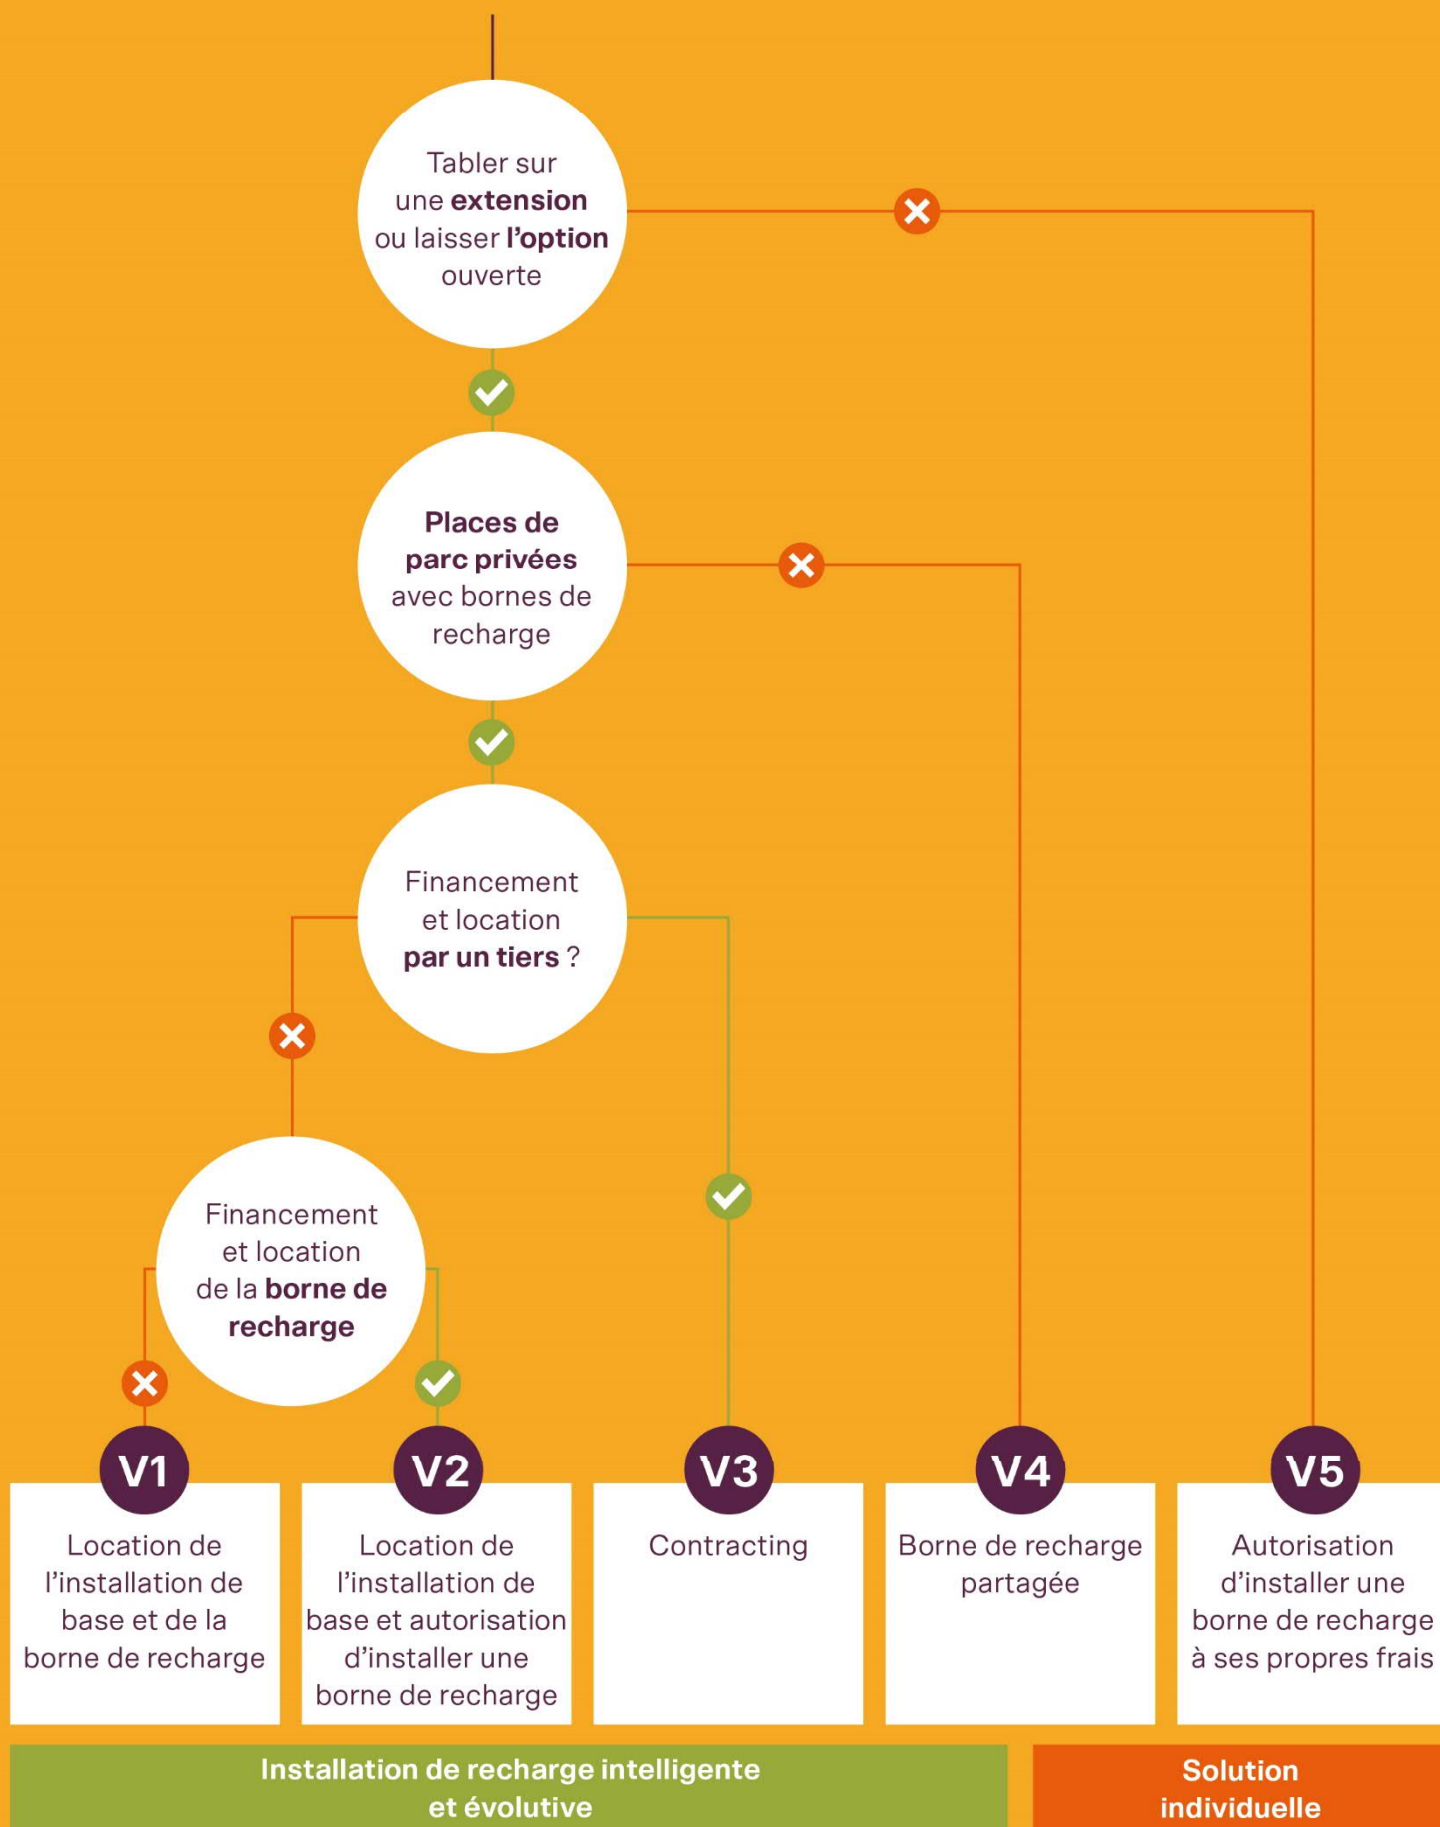 Tabler sur
une extension
ou laisser l'option
ouverte
Places de
parc privées
avec bornes de
recharge
Financement
et location
par un tiers ?
Financement
et location
de la borne de
recharge
V1
Location de
l'installation de
base et de la
borne de recharge
V2
Location de
l'installation de
base et autorisation
d'installer une
borne de recharge
V3
Contracting
V4
Borne de recharge
partagée
V5
Autorisation
d'installer une
borne de recharge
à ses propres frais
Installation de recharge intelligente
et évolutive
Solution
individuelle